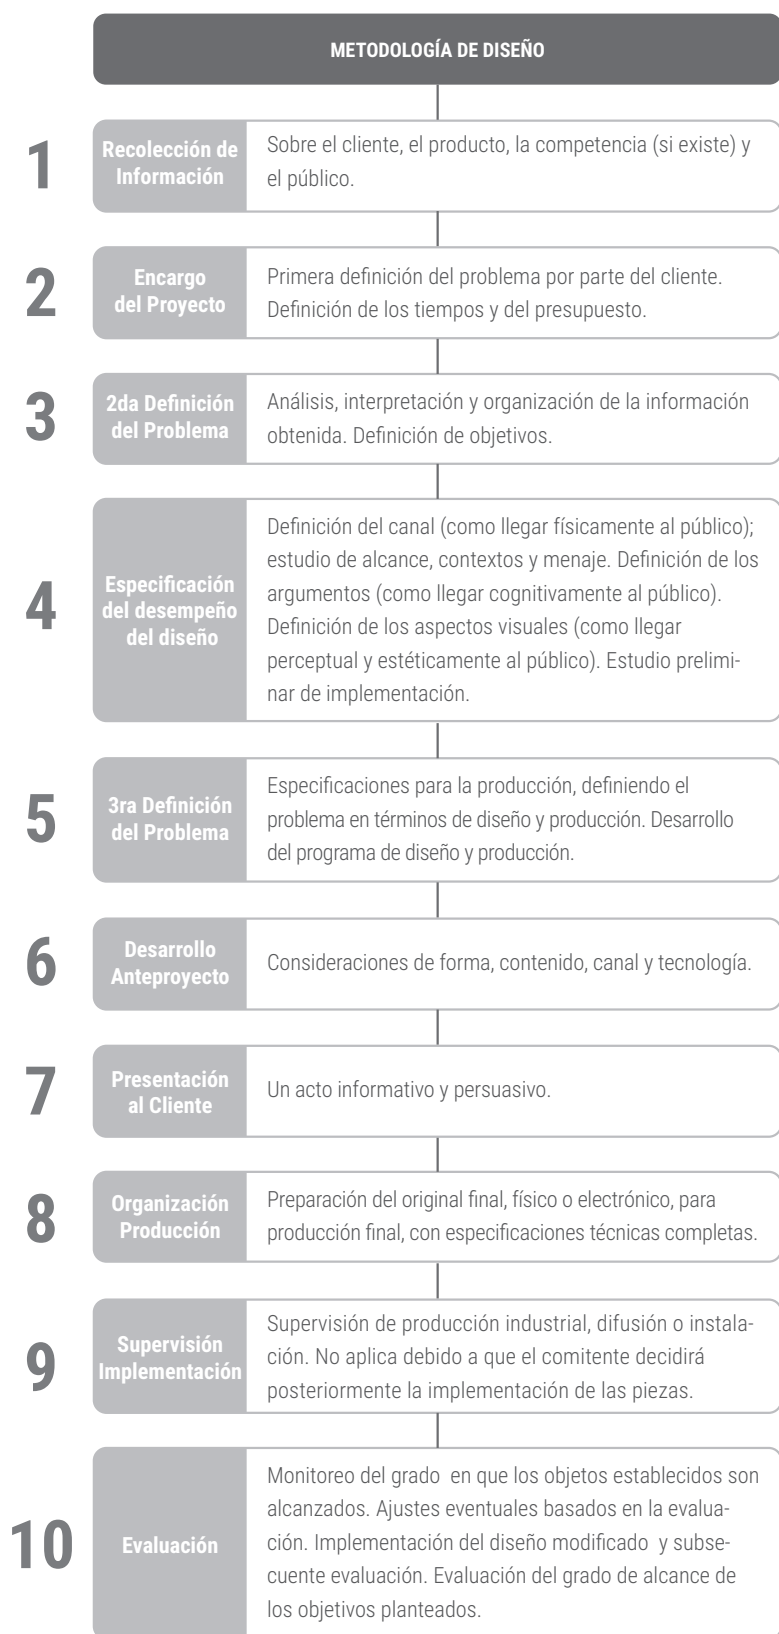 METODOLOGÍA DE DISEÑO
1
Recolección de
Información
Sobre el cliente, el producto, la competencia (si existe) y
el público.
2
Encargo
del Proyecto
Primera definición del problema por parte del cliente.
Definición de los tiempos y del presupuesto.
3
2da Definición
del Problema
Análisis, interpretación y organización de la información
obtenida. Definición de objetivos.
4
Especificación
del desempeño
del diseño
Definición del canal (como llegar físicamente al público);
estudio de alcance, contextos y menaje. Definición de los
argumentos (como llegar cognitivamente al público).
Definición de los aspectos visuales (como llegar
perceptual y estéticamente al público). Estudio prelimi-
nar de implementación.
5
3ra Definición
del Problema
Especificaciones para la producción, definiendo el
problema en términos de diseño y producción. Desarrollo
del programa de diseño y producción.
6
Desarrollo
Anteproyecto
Consideraciones de forma, contenido, canal y tecnología.
7
Presentación
al Cliente
Un acto informativo y persuasivo.
8
Organización
Producción
Preparación del original final, físico o electrónico, para
producción final, con especificaciones técnicas completas.
9
Supervisión
Implementación
Supervisión de producción industrial, difusión o instala-
ción. No aplica debido a que el comitente decidirá
posteriormente la implementación de las piezas.
10
Evaluación
Monitoreo del grado en que los objetos establecidos son
alcanzados. Ajustes eventuales basados en la evalua-
ción. Implementación del diseño modificado y subse-
cuente evaluación. Evaluación del grado de alcance de
los objetivos planteados.